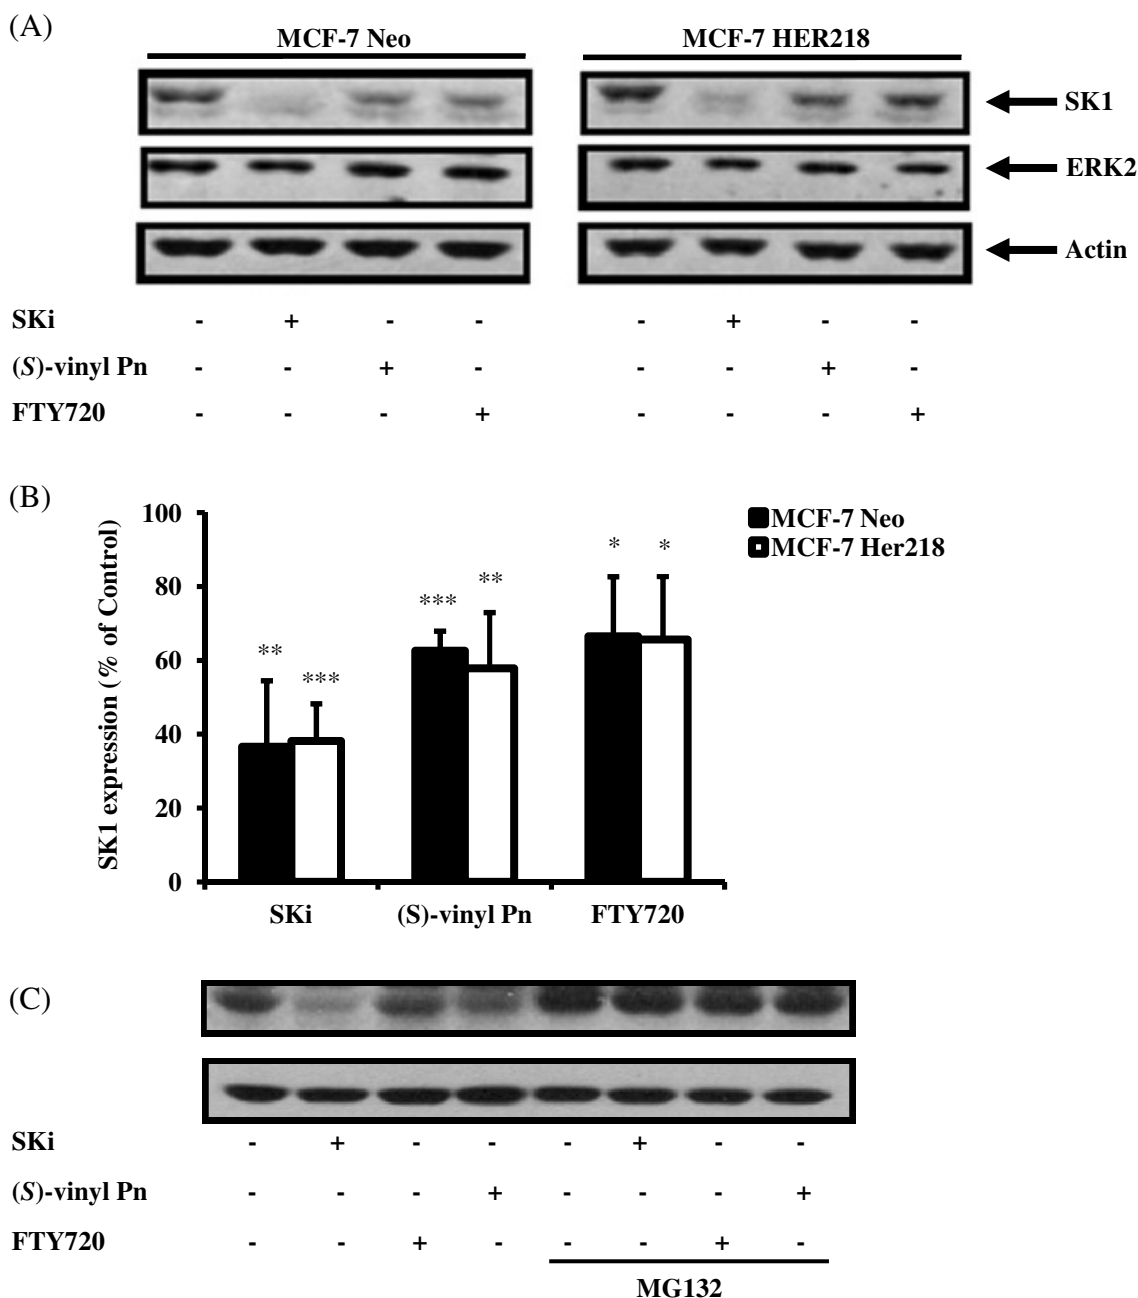 (A)
MCF-7 Neo MCF-7 HER218
SK1
ERK2
Actin
SKi - + - - - + - -
(S)-vinyl Pn - - + - - - + -
FTY720 - - - + - - - +
(B)
SK1 expression (% of Control)
100
80
60
40
20
0
** *** *** ** * *
MCF-7 Neo
MCF-7 Her218
SKi (S)-vinyl Pn FTY720
(C)
SKi - + - - - + - -
(S)-vinyl Pn - - - + - - - +
FTY720 - - + - - - + -
MG132